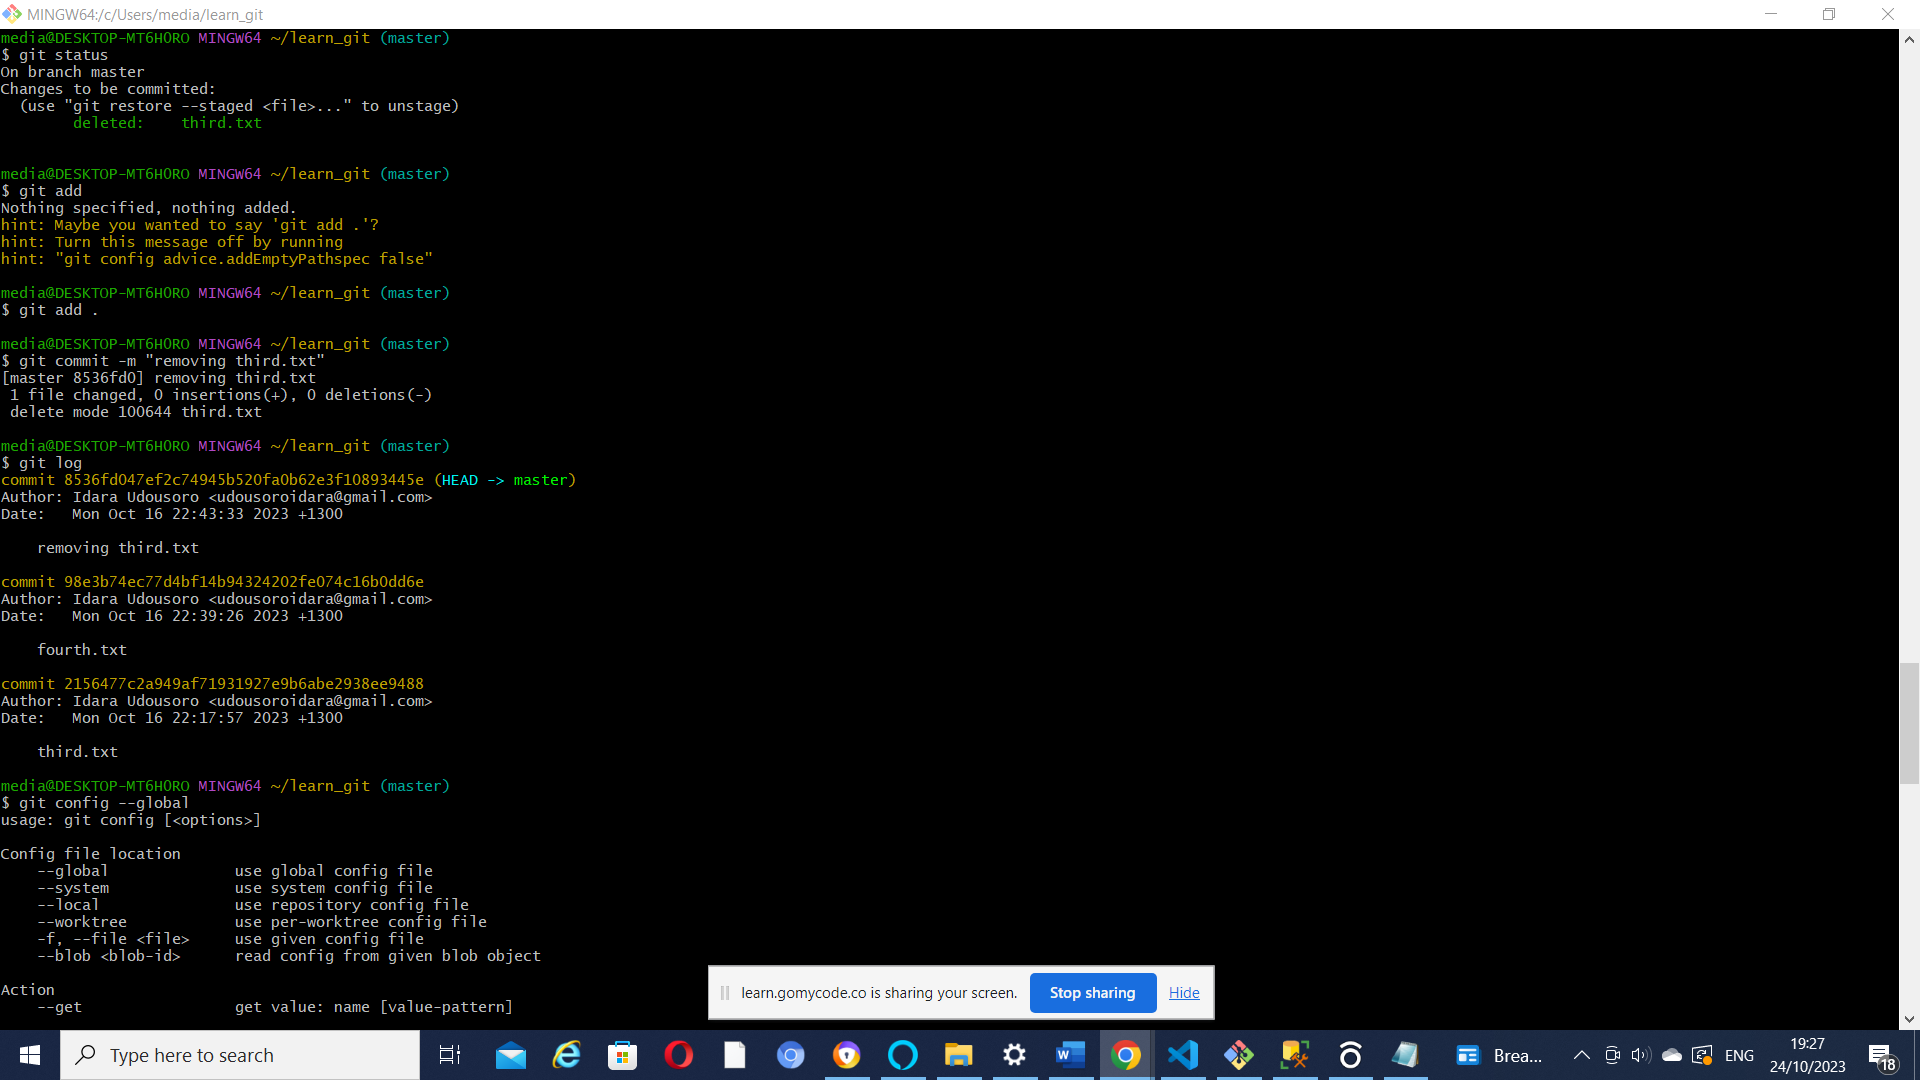 MINGW64:/c/Users/media/learn_git
media@DESKTOP-MT6H0RO MINGW64 ~/learn_git (master)
$ git status
On branch master
Changes to be committed:
  (use "git restore --staged <file>..." to unstage)
        deleted:    third.txt

media@DESKTOP-MT6H0RO MINGW64 ~/learn_git (master)
$ git add
Nothing specified, nothing added.
hint: Maybe you wanted to say 'git add .'?
hint: Turn this message off by running
hint: "git config advice.addEmptyPathspec false"

media@DESKTOP-MT6H0RO MINGW64 ~/learn_git (master)
$ git add .

media@DESKTOP-MT6H0RO MINGW64 ~/learn_git (master)
$ git commit -m "removing third.txt"
[master 8536fd0] removing third.txt
 1 file changed, 0 insertions(+), 0 deletions(-)
 delete mode 100644 third.txt

media@DESKTOP-MT6H0RO MINGW64 ~/learn_git (master)
$ git log
commit 8536fd047ef2c74945b520fa0b62e3f10893445e (HEAD -> master)
Author: Idara Udousoro <udousoroidara@gmail.com>
Date:   Mon Oct 16 22:43:33 2023 +1300

    removing third.txt

commit 98e3b74ec77d4bf14b94324202fe074c16b0dd6e
Author: Idara Udousoro <udousoroidara@gmail.com>
Date:   Mon Oct 16 22:39:26 2023 +1300

    fourth.txt

commit 2156477c2a949af71931927e9b6abe2938ee9488
Author: Idara Udousoro <udousoroidara@gmail.com>
Date:   Mon Oct 16 22:17:57 2023 +1300

    third.txt

media@DESKTOP-MT6H0RO MINGW64 ~/learn_git (master)
$ git config --global
usage: git config [<options>]

Config file location
    --global              use global config file
    --system              use system config file
    --local               use repository config file
    --worktree            use per-worktree config file
    -f, --file <file>     use given config file
    --blob <blob-id>      read config from given blob object

Action
    --get                 get value: name [value-pattern]
learn.gomycode.co is sharing your screen. Stop sharing Hide
Type here to search
Brea...
ENG
19:27
24/10/2023
18